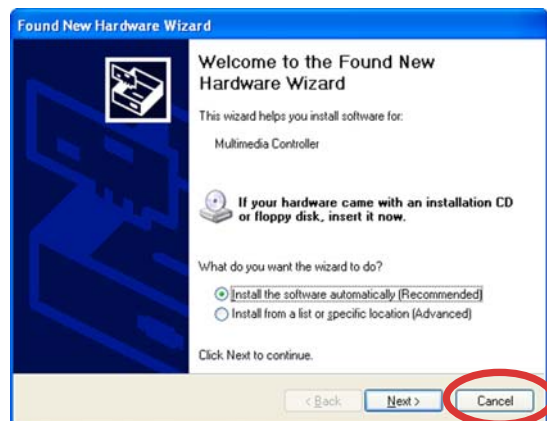 Found New Hardware Wizard
Welcome to the Found New
Hardware Wizard
This wizard helps you install software for:
Multimedia Controller
If your hardware came with an installation CD
or floppy disk, insert it now.
What do you want the wizard to do?
Install the software automatically (Recommended)
Install from a list or specific location (Advanced)
Click Next to continue.
< Back Next > Cancel